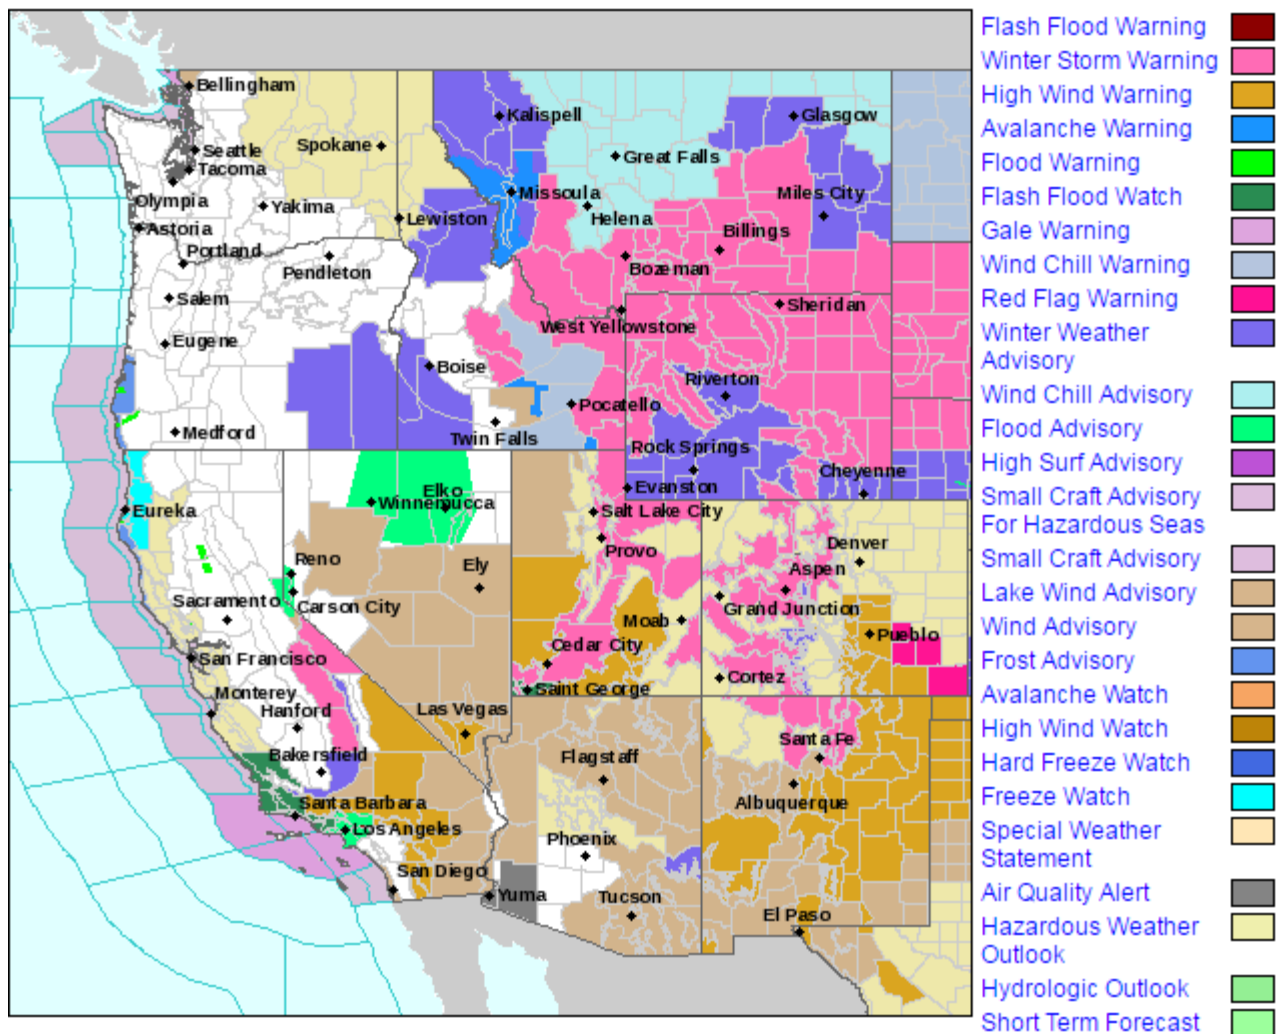 Bellingham
Seattle
Tacoma
Olympia
Astoria
Yakima
Spokane
Portland
Pendleton
Salem
Eugene
Medford
Lewiston
Kalispell
Glasgow
Great Falls
Missoula
Helena
Miles City
Billings
Bozeman
West Yellowstone
Sheridan
Boise
Riverton
Pocatello
Twin Falls
Rock Springs
Cheyenne
Evanston
Eureka
Elko
Winnemucca
Salt Lake City
Reno
Ely
Provo
Denver
Aspen
Sacramento
Carson City
Grand Junction
Moab
Pueblo
Cedar City
San Francisco
Cortez
Saint George
Monterey
Hanford
Las Vegas
Santa Fe
Bakersfield
Flagstaff
Albuquerque
Santa Barbara
Los Angeles
Phoenix
San Diego
Yuma
Tucson
El Paso
Flash Flood Warning
Winter Storm Warning
High Wind Warning
Avalanche Warning
Flood Warning
Flash Flood Watch
Gale Warning
Wind Chill Warning
Red Flag Warning
Winter Weather
Advisory
Wind Chill Advisory
Flood Advisory
High Surf Advisory
Small Craft Advisory
For Hazardous Seas
Small Craft Advisory
Lake Wind Advisory
Wind Advisory
Frost Advisory
Avalanche Watch
High Wind Watch
Hard Freeze Watch
Freeze Watch
Special Weather
Statement
Air Quality Alert
Hazardous Weather
Outlook
Hydrologic Outlook
Short Term Forecast